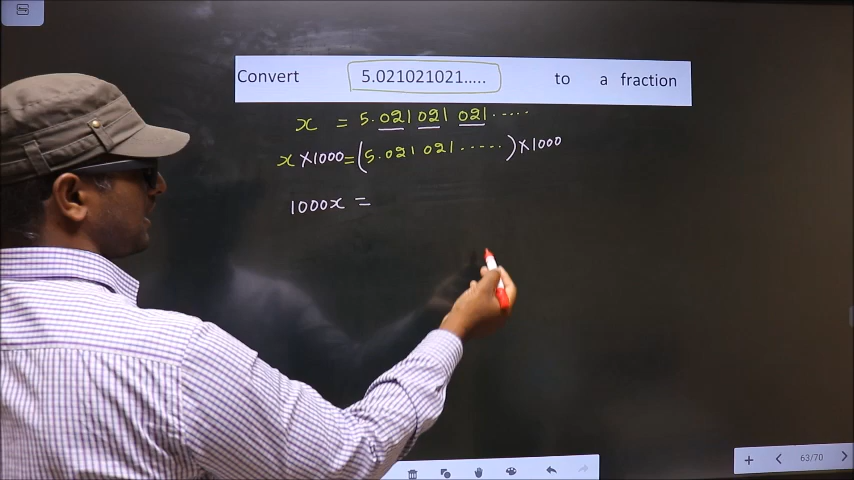 Convert 5.021021021..... to a fraction
x = 5.021 021 021.....
x ×1000=(5.021 021......)×1000
1000x =
63/70